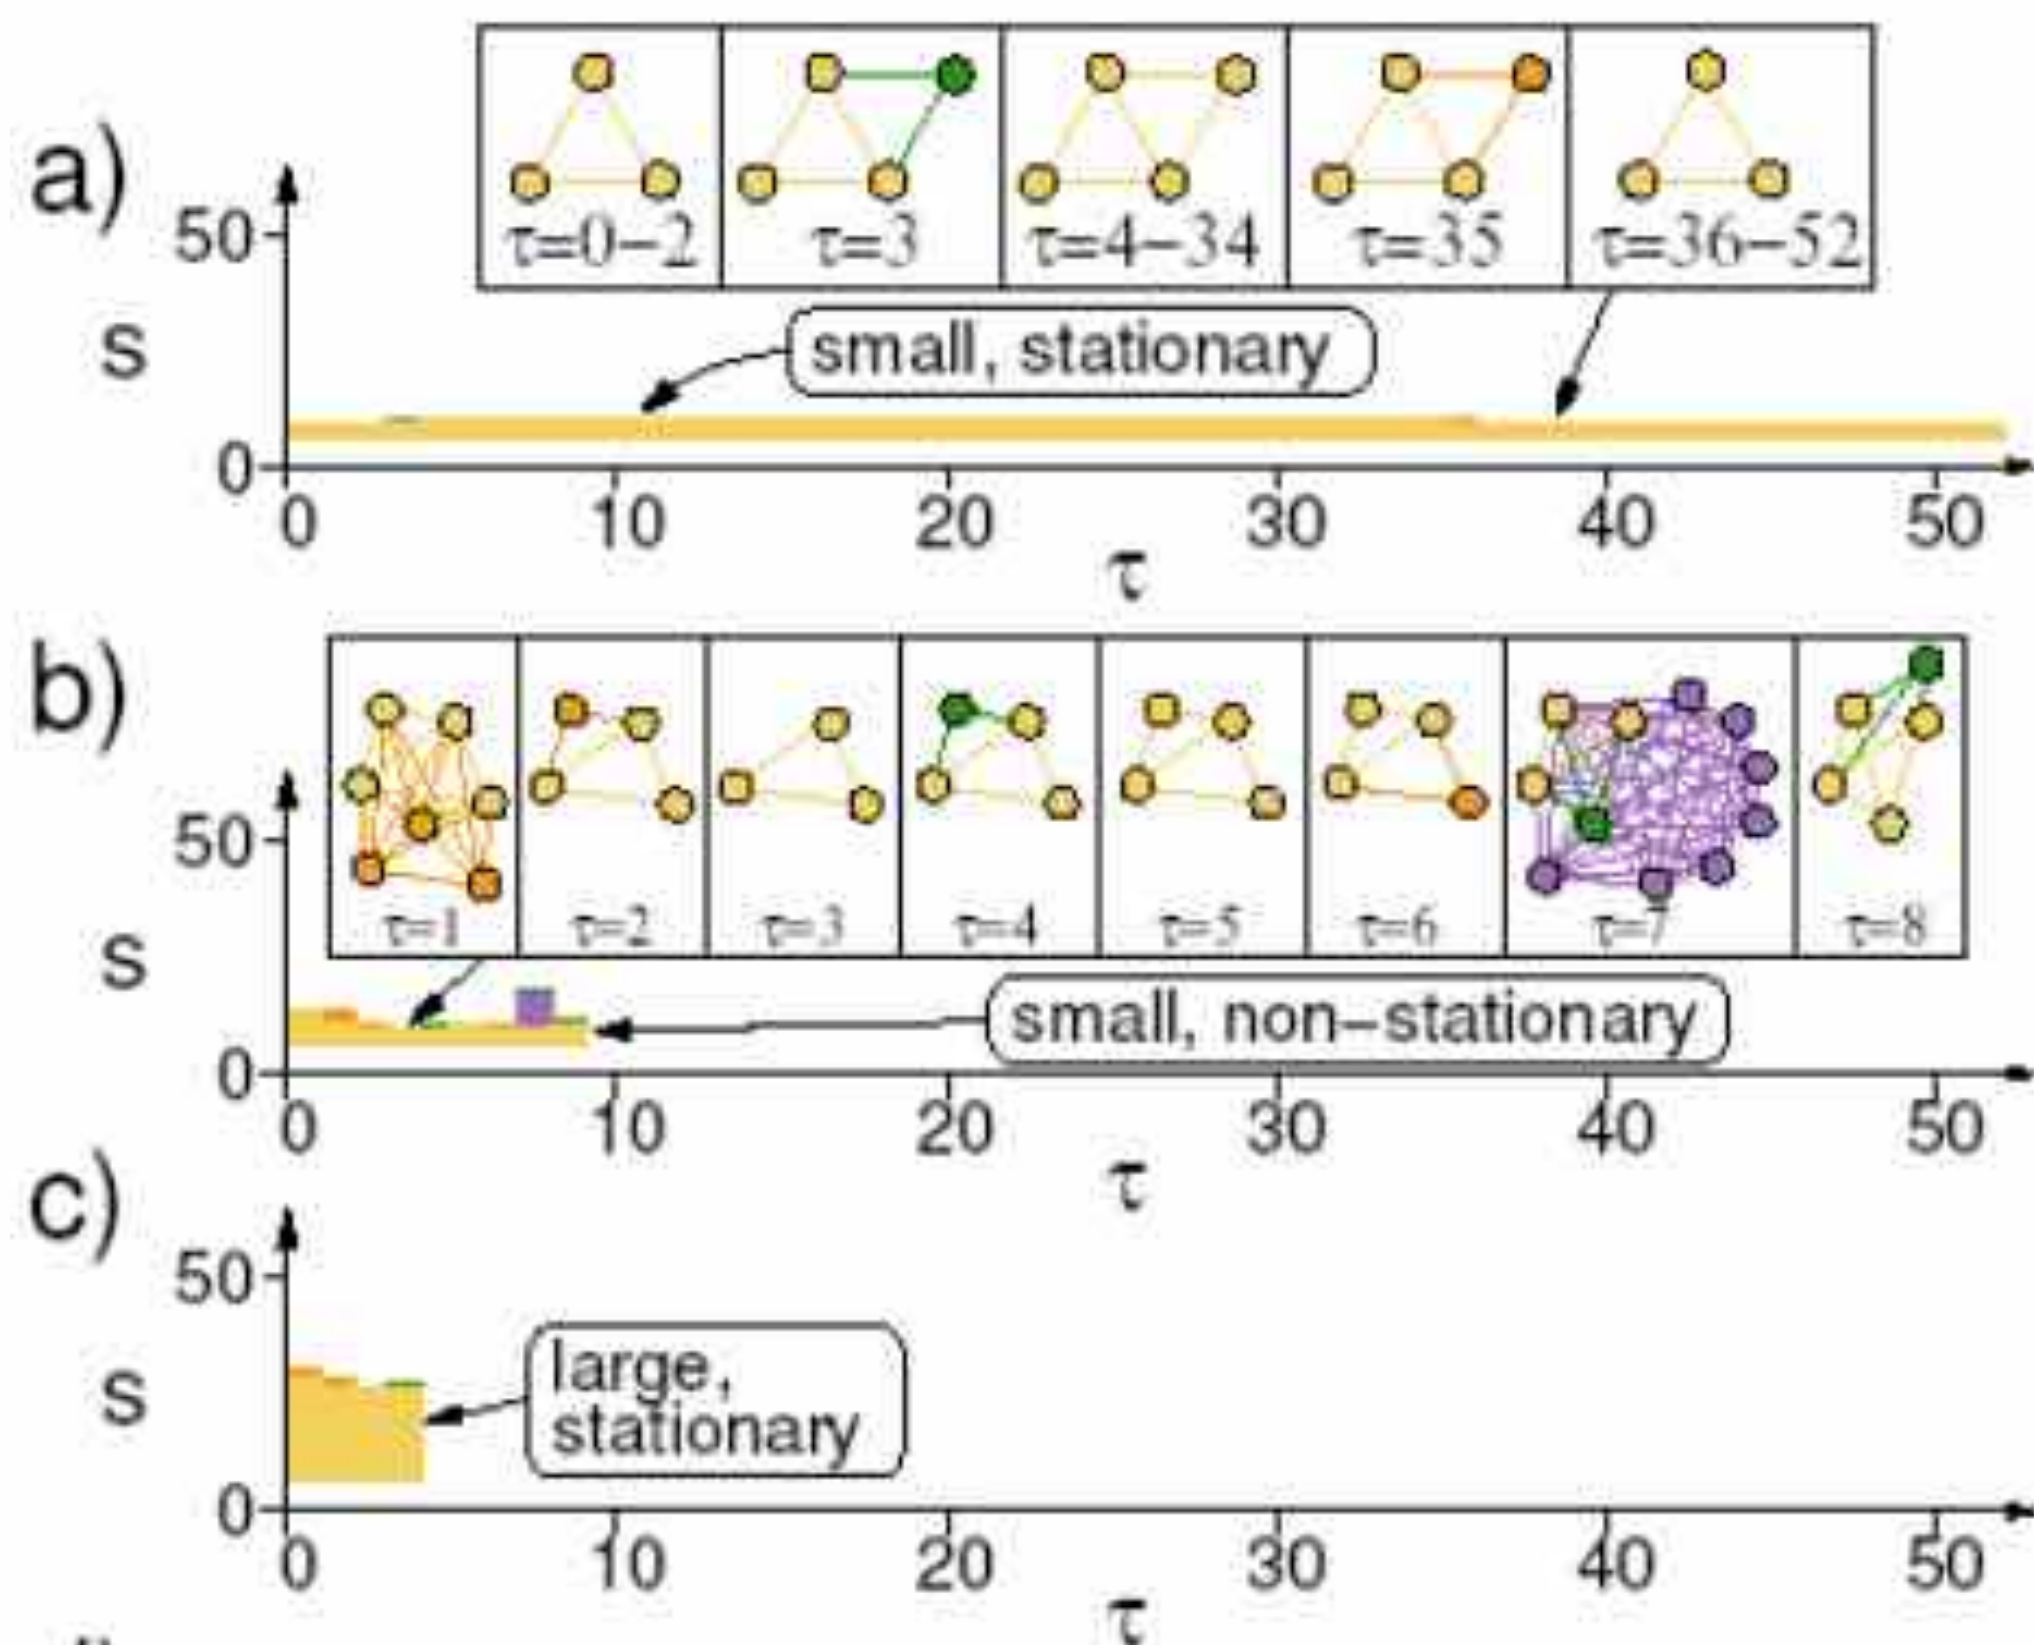 a)
τ=0−2 τ=3 τ=4−34 τ=35 τ=36−52
50
s
small, stationary
0
0 10 20 30 40 50
τ
b)
τ=1 τ=2 τ=3 τ=4 τ=5 τ=6 τ=7 τ=8
50
s
small, non−stationary
0
0 10 20 30 40 50
τ
c)
50
s
large,
stationary
0
0 10 20 30 40 50
τ